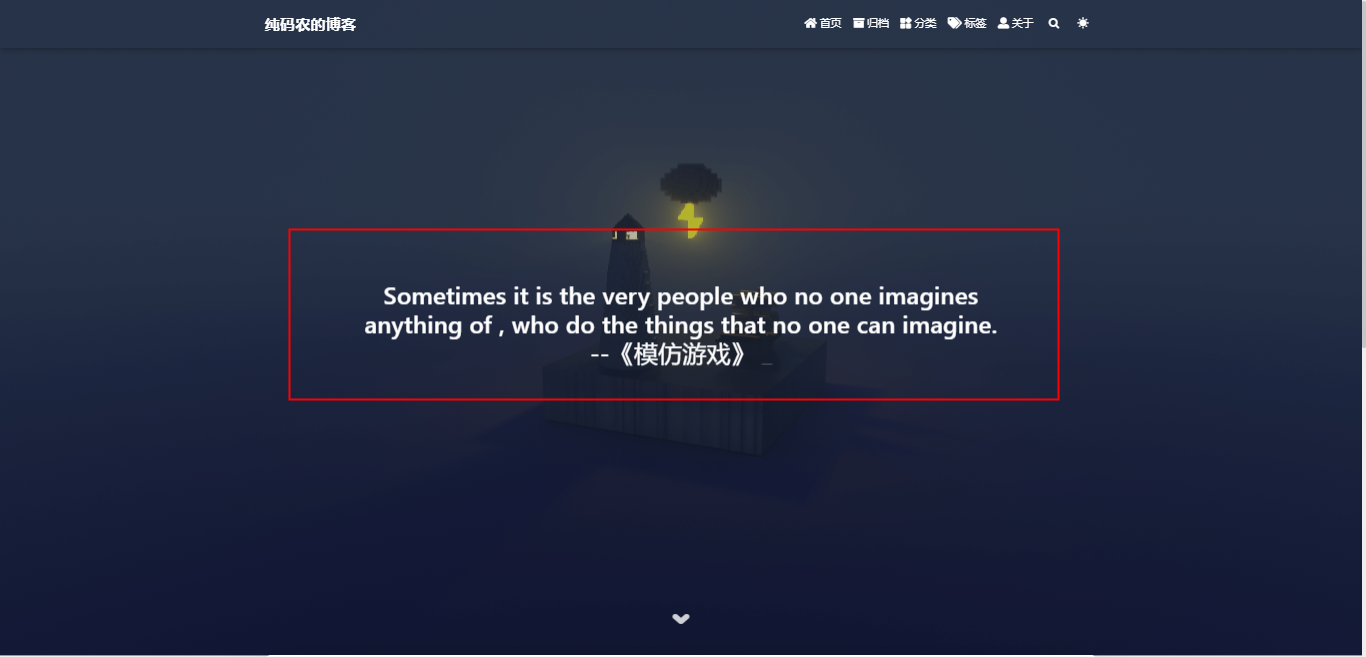 纯码农的博客
首页 归档 分类 标签 关于
Sometimes it is the very people who no one imagines
anything of , who do the things that no one can imagine.
--《模仿游戏》 _